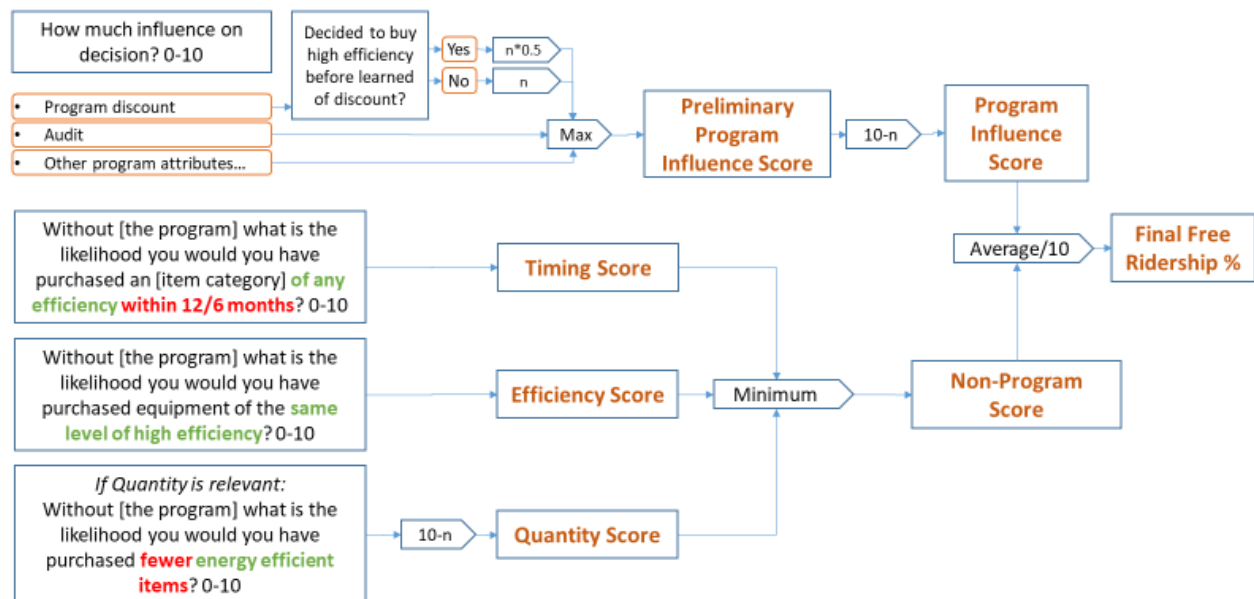 How much influence on
decision? 0-10
• Program discount
• Audit
• Other program attributes...
Decided to buy
high efficiency
before learned
of discount?
Yes
n*0.5
No
n
Max
Preliminary
Program
Influence Score
10-n
Program
Influence
Score
Without [the program] what is the
likelihood you would you have
purchased an [item category] of any
efficiency within 12/6 months? 0-10
Timing Score
Average/10
Final Free
Ridership %
Without [the program] what is the
likelihood you would you have
purchased equipment of the same
level of high efficiency? 0-10
Efficiency Score
Minimum
Non-Program
Score
If Quantity is relevant:
Without [the program] what is the
likelihood you would you have
purchased fewer energy efficient
items? 0-10
10-n
Quantity Score